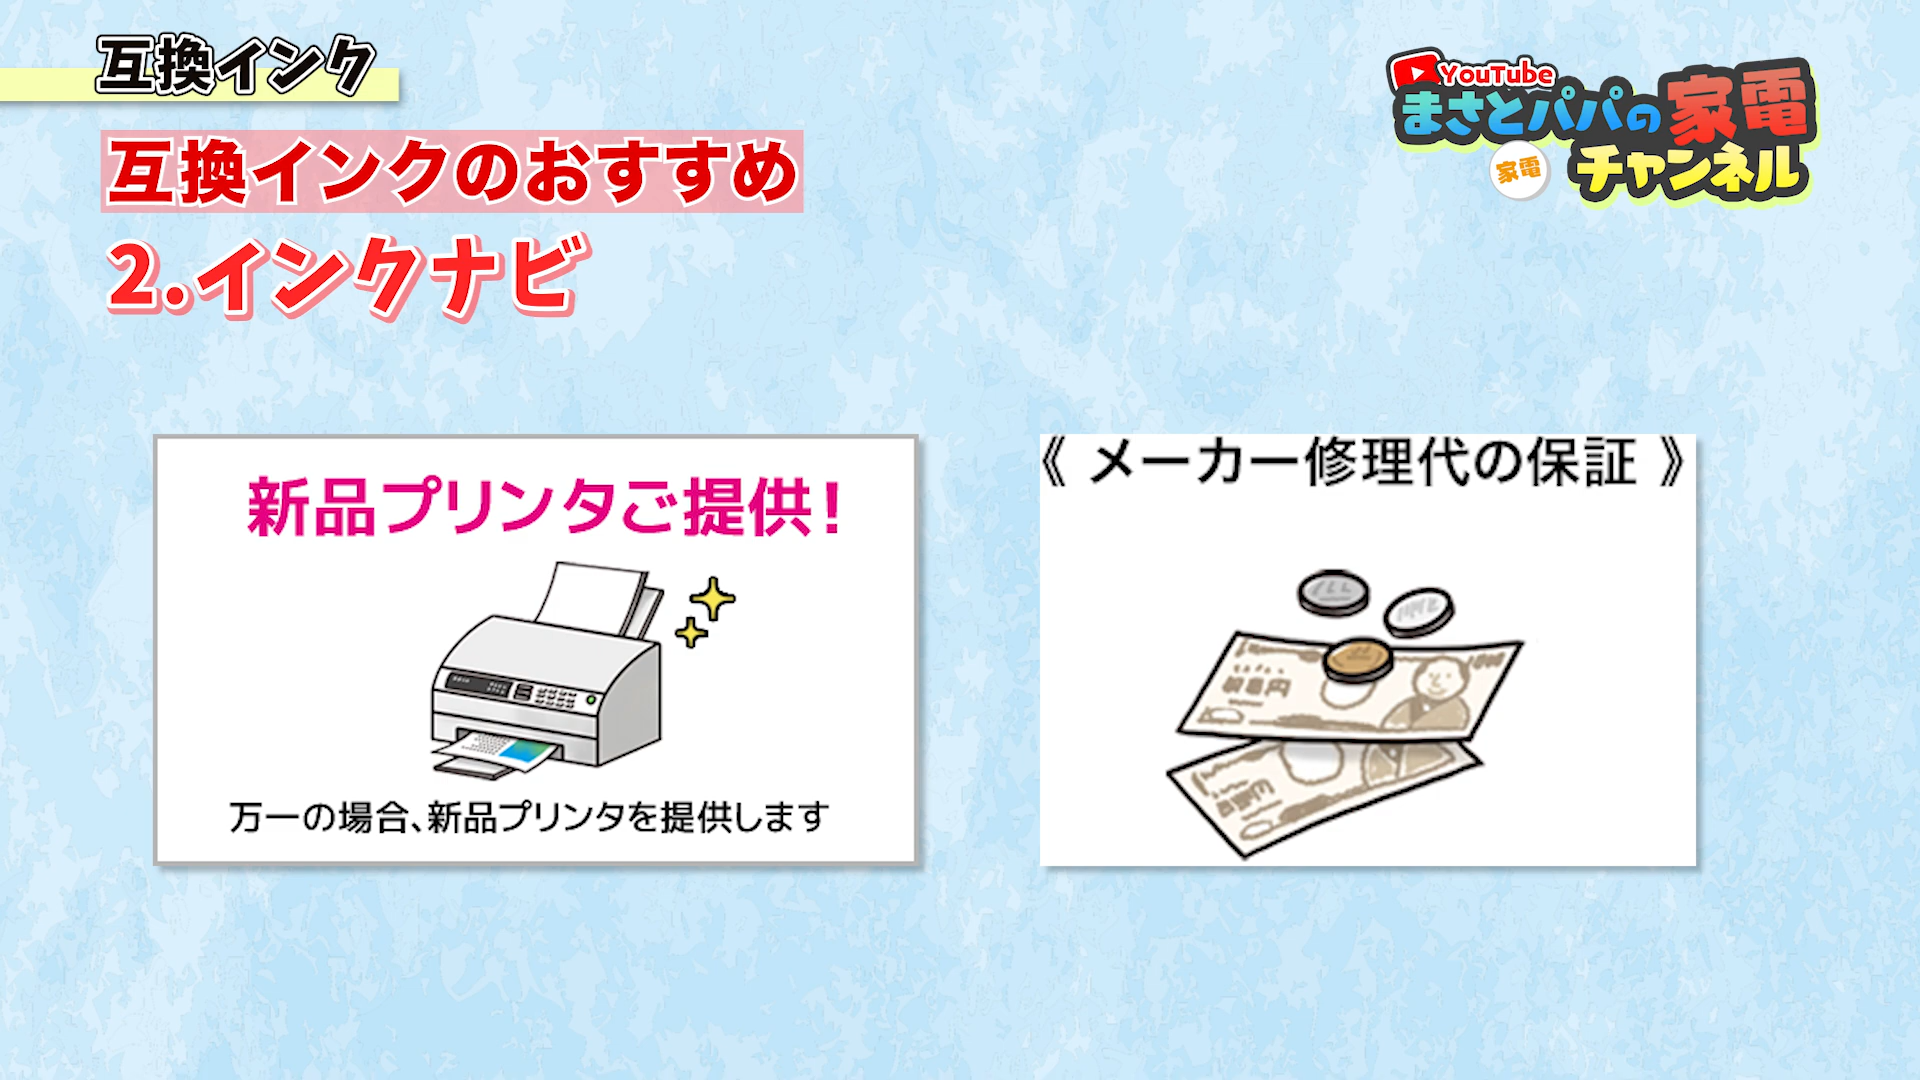 互換インク
YouTube
まさとパパの家電
家電
チャンネル
互換インクのおすすめ
2.インクナビ
新品プリンタご提供!
万一の場合、新品プリンタを提供します
《 メーカー修理代の保証 》